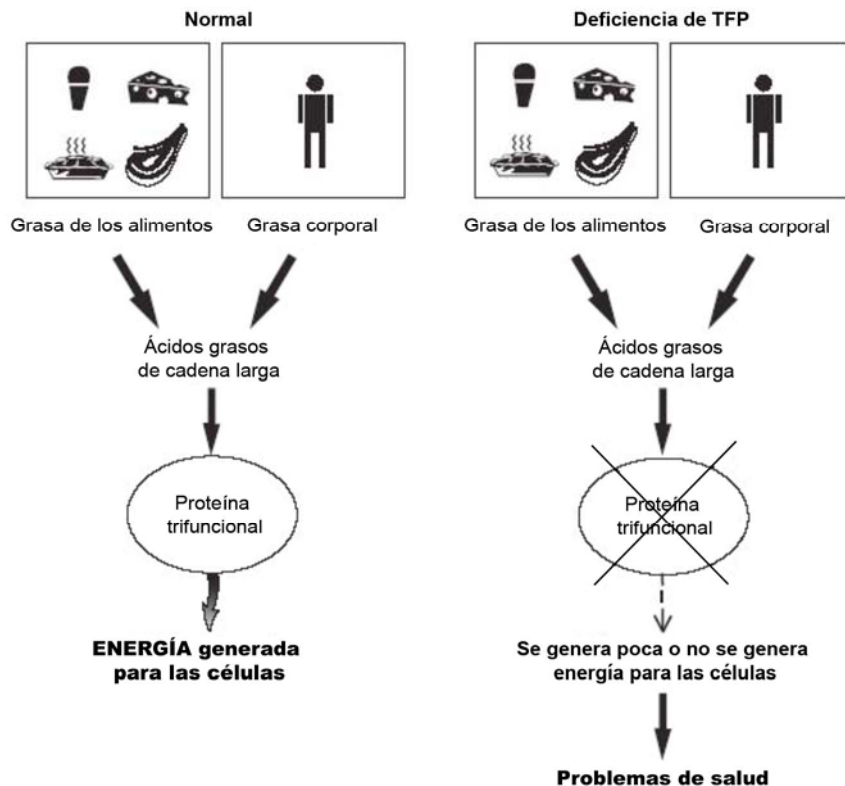 Normal
Grasa de los alimentos
Grasa corporal
Ácidos grasos
de cadena larga
Proteína
trifuncional
ENERGÍA generada
para las células
Deficiencia de TFP
Grasa de los alimentos
Grasa corporal
Ácidos grasos
de cadena larga
Proteína
trifuncional
Se genera poca o no se genera
energía para las células
Problemas de salud